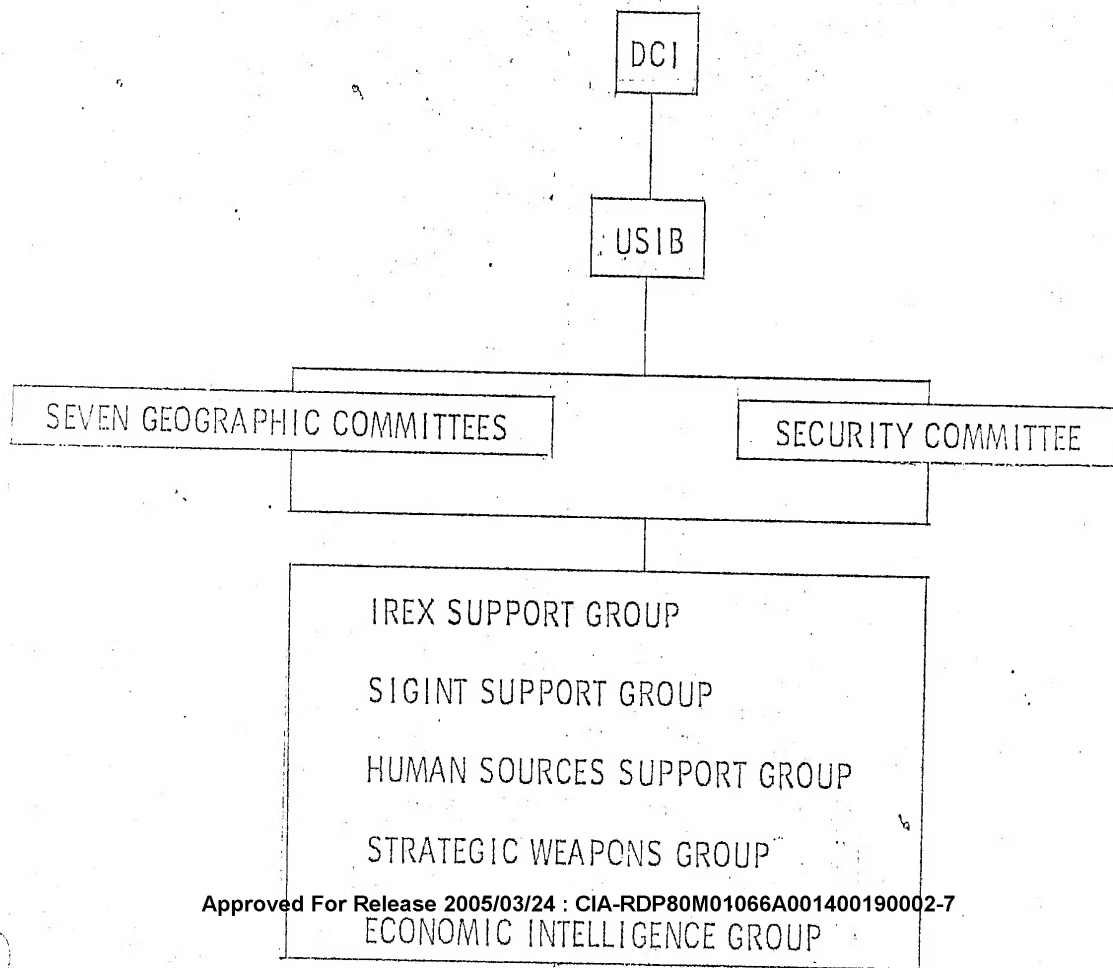 DCI
USIB
SEVEN GEOGRAPHIC COMMITTEES
SECURITY COMMITTEE
IREX SUPPORT GROUP
SIGINT SUPPORT GROUP
HUMAN SOURCES SUPPORT GROUP
STRATEGIC WEAPONS GROUP
Approved For Release 2005/03/24 : CIA-RDP80M01066A001400190002-7
ECONOMIC INTELLIGENCE GROUP